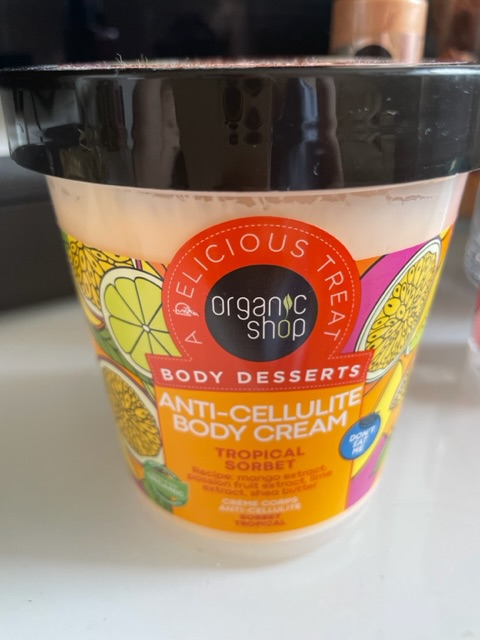 A DELICIOUS TREAT
organic
shop
BODY DESSERTS
ANTI-CELLULITE
BODY CREAM
DON'T
EAT
ME
TROPICAL
SORBET
Recipe: mango extract,
passion fruit extract, lime
extract, shea butter
CRÈME CORPS
ANTI-CELLULITE
SORBET
TROPICAL
ORGANIC